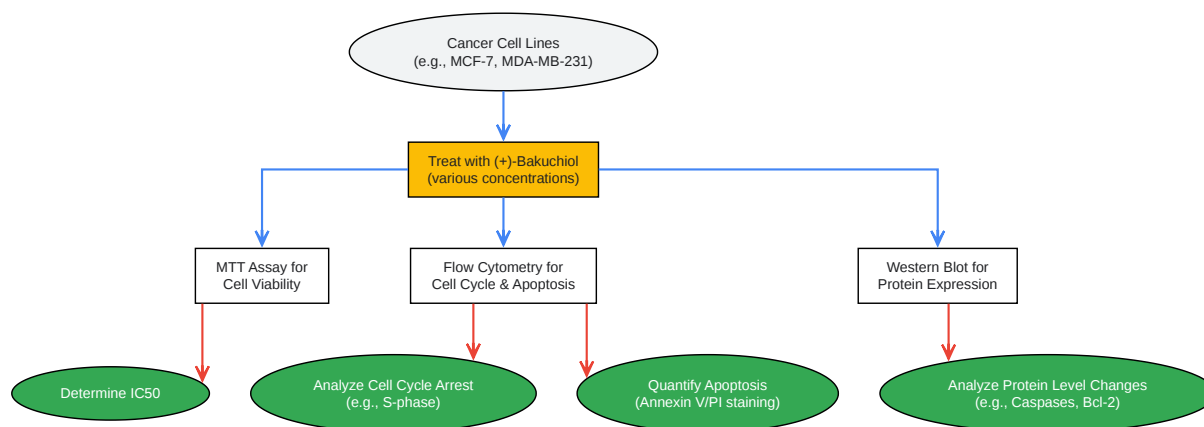 Cancer Cell Lines
(e.g., MCF-7, MDA-MB-231)
Treat with (+)-Bakuchiol
(various concentrations)
MTT Assay for
Cell Viability
Flow Cytometry for
Cell Cycle & Apoptosis
Western Blot for
Protein Expression
Determine IC50
Analyze Cell Cycle Arrest
(e.g., S-phase)
Quantify Apoptosis
(Annexin V/PI staining)
Analyze Protein Level Changes
(e.g., Caspases, Bcl-2)